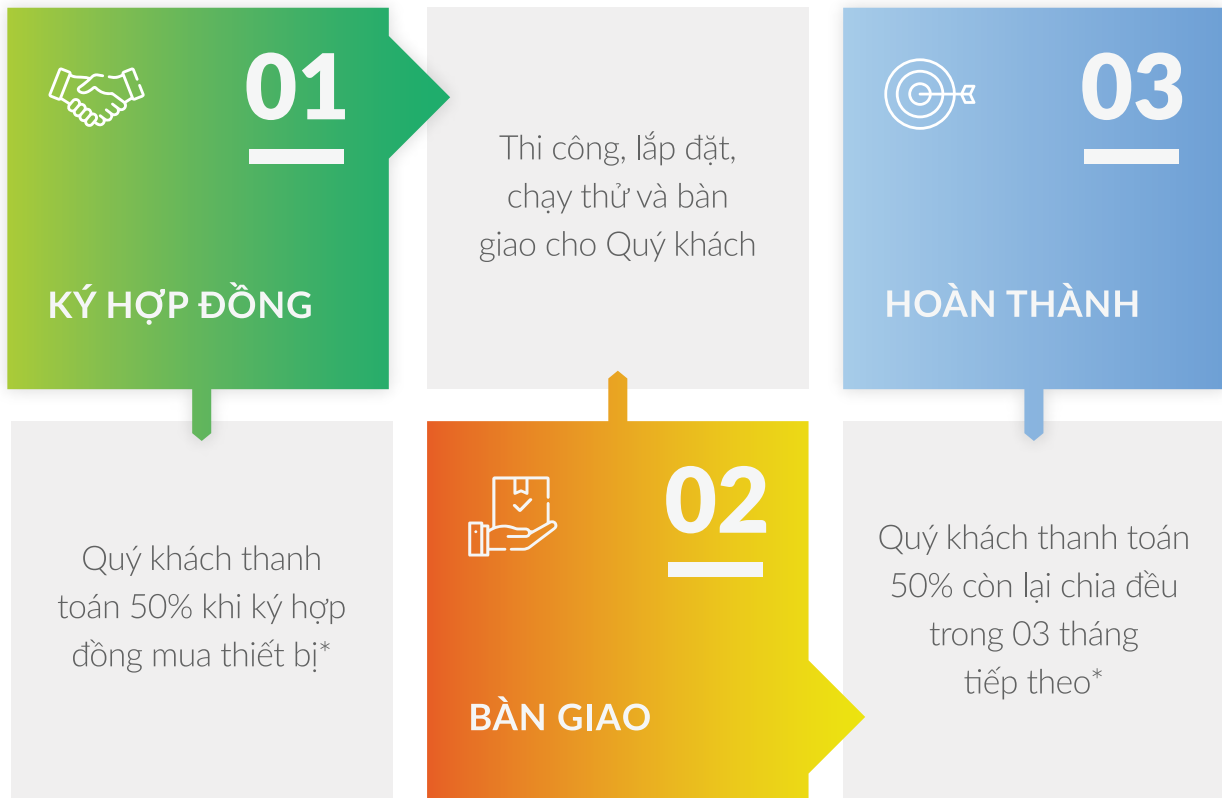 01
KÝ HỢP ĐỒNG
Quý khách thanh
toán 50% khi ký hợp
đồng mua thiết bị*
Thi công, lắp đặt,
chạy thử và bàn
giao cho Quý khách
02
BÀN GIAO
03
HOÀN THÀNH
Quý khách thanh toán
50% còn lại chia đều
trong 03 tháng
tiếp theo*